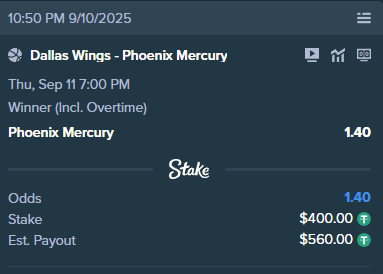 10:50 PM 9/10/2025
Dallas Wings - Phoenix Mercury
Thu, Sep 11 7:00 PM
Winner (Incl. Overtime)
Phoenix Mercury 1.40
Stake
Odds 1.40
Stake $400.00
Est. Payout $560.00